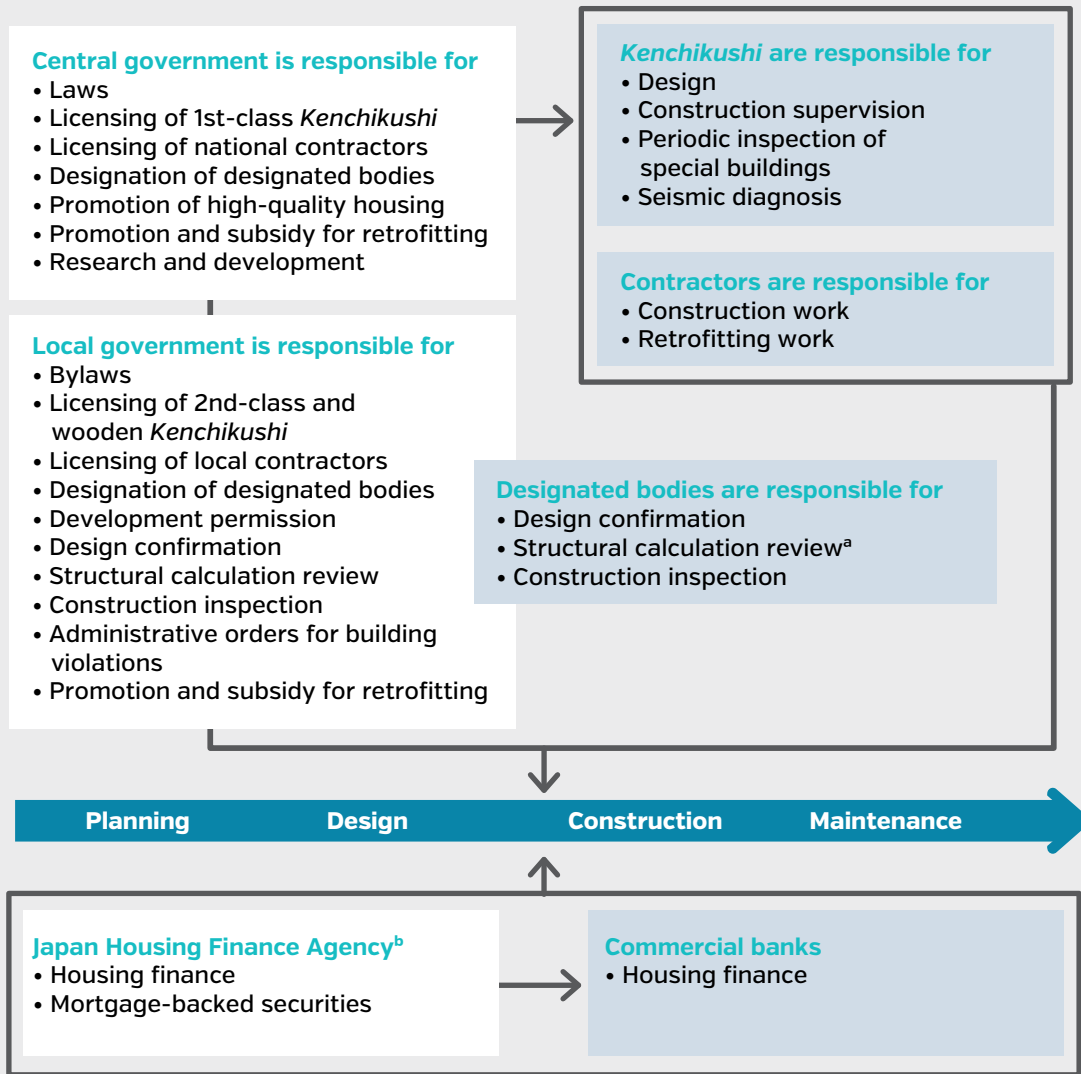 Central government is responsible for
• Laws
• Licensing of 1st-class Kenchikushi
• Licensing of national contractors
• Designation of designated bodies
• Promotion of high-quality housing
• Promotion and subsidy for retrofitting
• Research and development
Kenchikushi are responsible for
• Design
• Construction supervision
• Periodic inspection of
special buildings
• Seismic diagnosis
Contractors are responsible for
• Construction work
• Retrofitting work
Local government is responsible for
• Bylaws
• Licensing of 2nd-class and
wooden Kenchikushi
• Licensing of local contractors
• Designation of designated bodies
• Development permission
• Design confirmation
• Structural calculation review
• Construction inspection
• Administrative orders for building
violations
• Promotion and subsidy for retrofitting
Designated bodies are responsible for
• Design confirmation
• Structural calculation reviewᵃ
• Construction inspection
Planning Design Construction Maintenance
Japan Housing Finance Agencyᵇ
• Housing finance
• Mortgage-backed securities
Commercial banks
• Housing finance